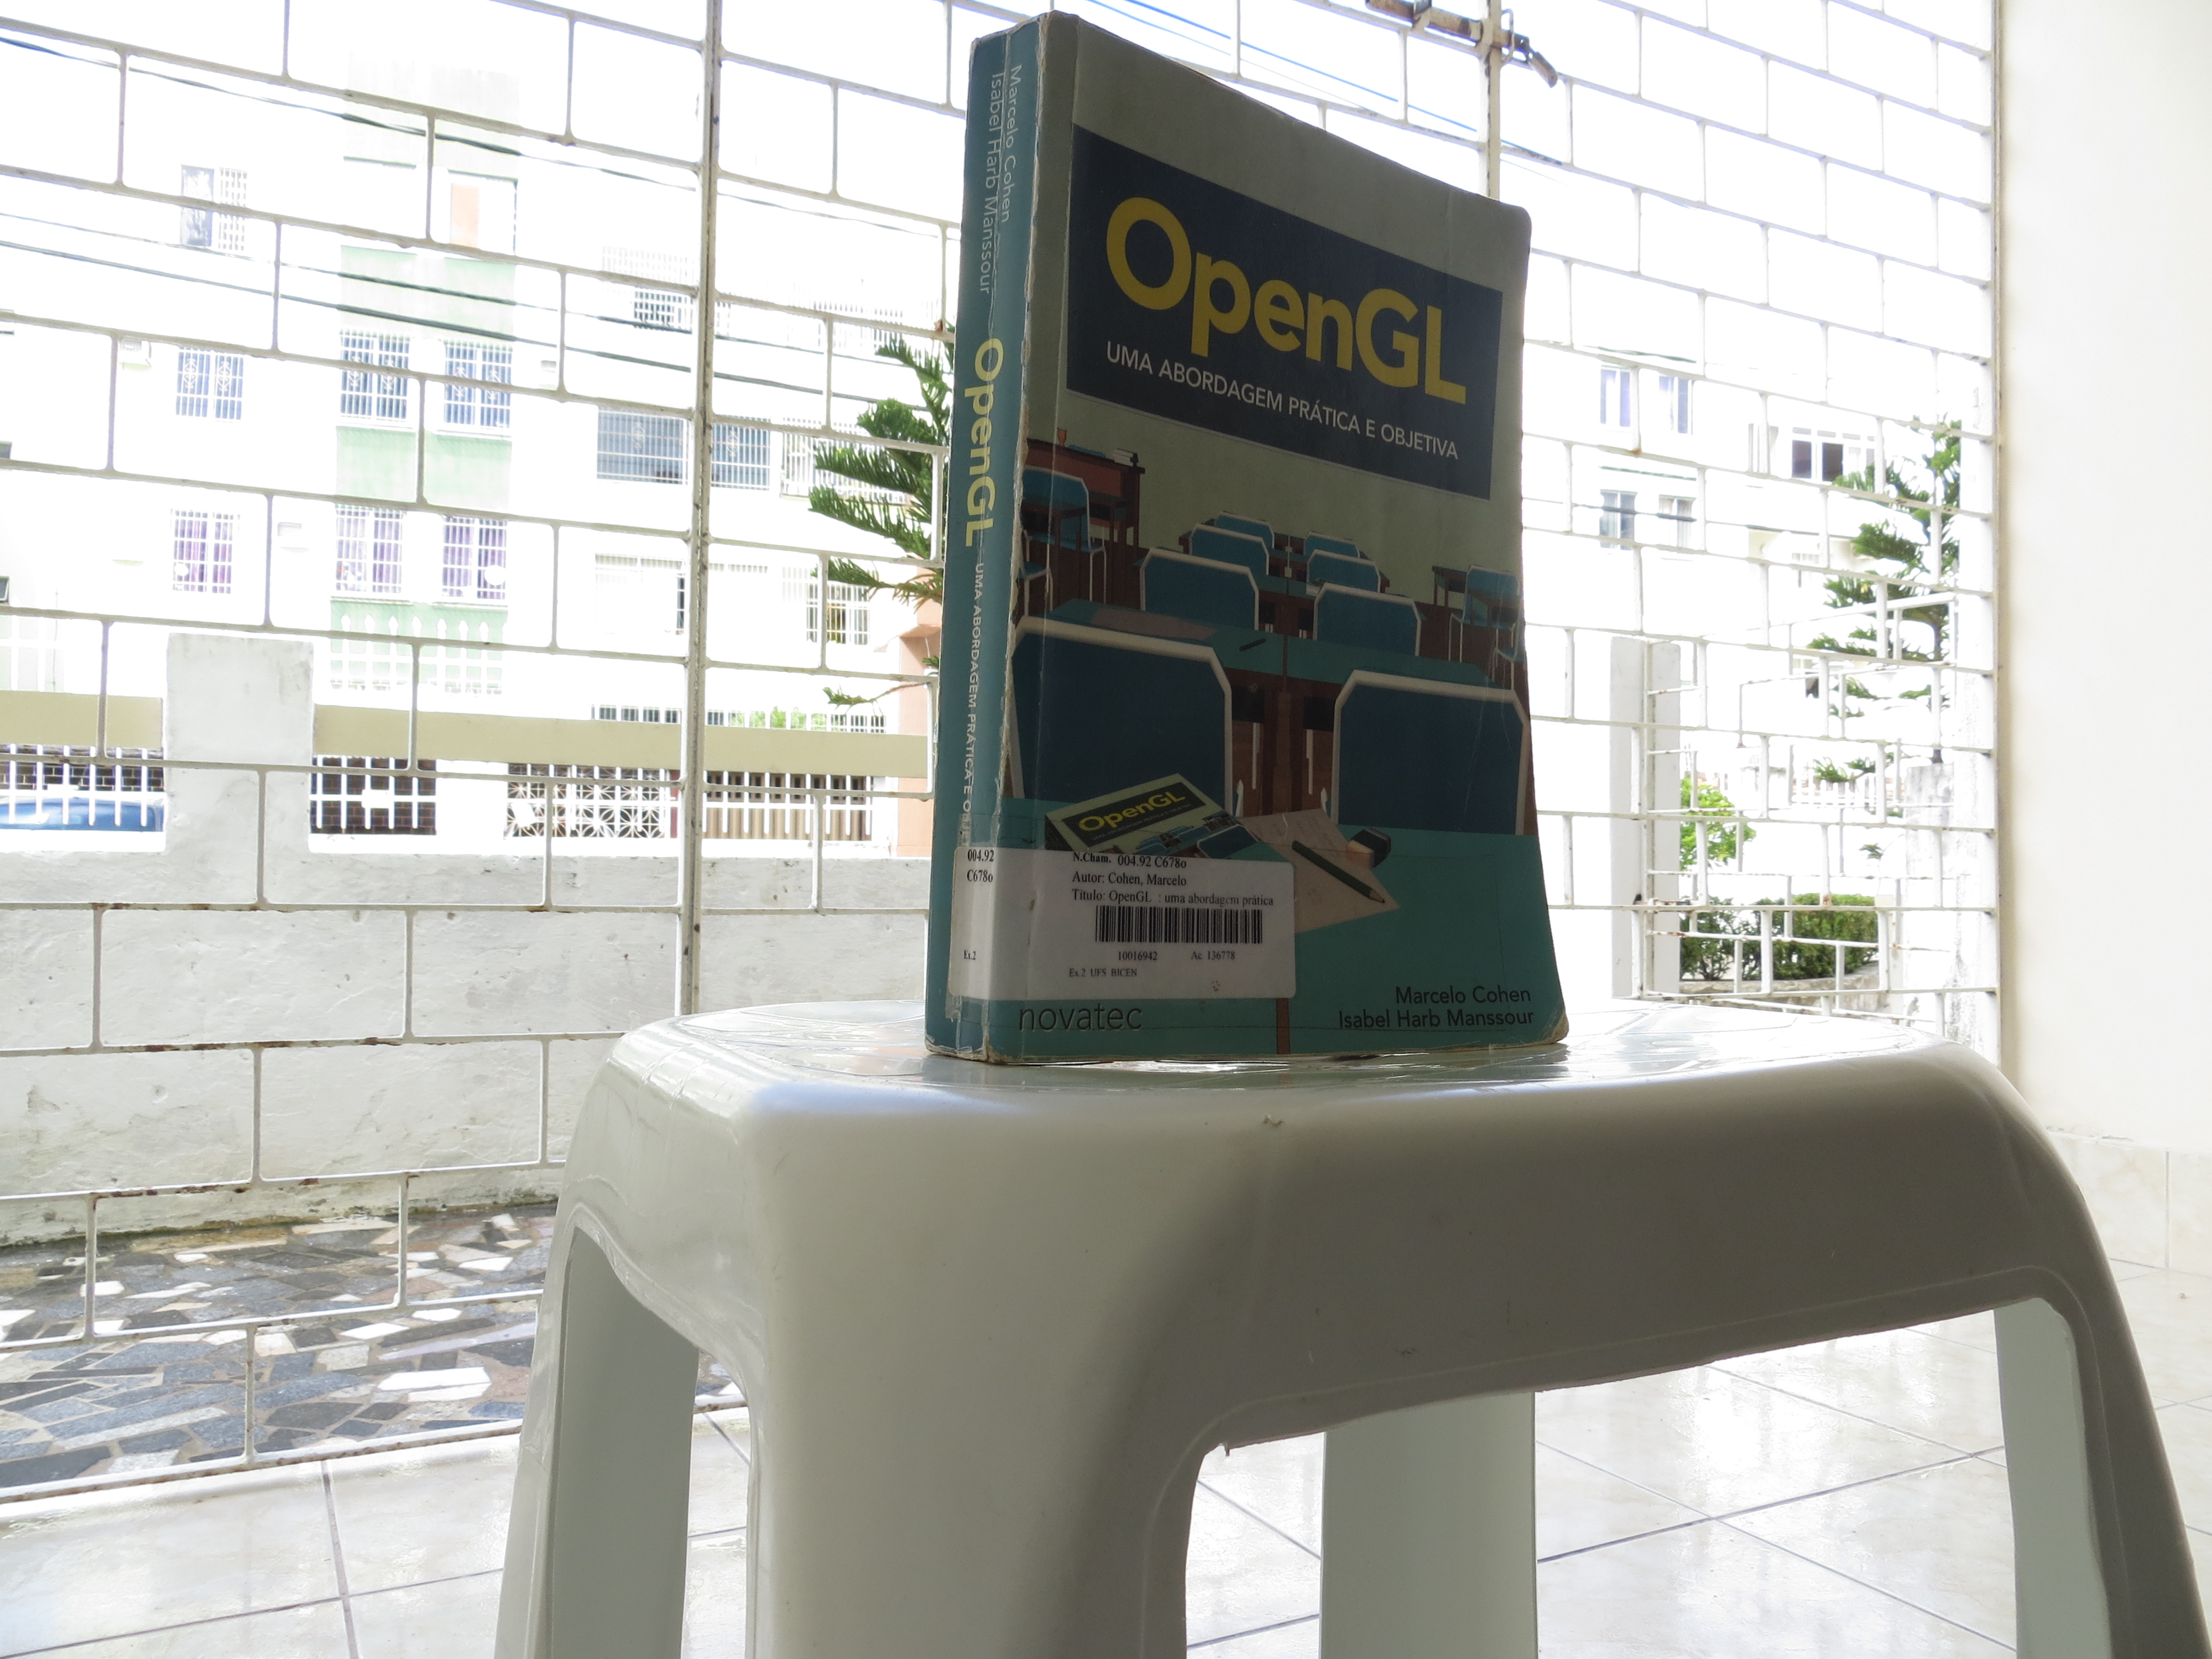 Marcelo Cohen
Isabel Harb Manssour
OpenGL
UMA ABORDAGEM PRÁTICA E
004.92
C678o
Ex.2
OpenGL
UMA ABORDAGEM PRÁTICA E OBJETIVA
OpenGL
N.Cham. 004.92 C678o
Autor: Cohen, Marcelo
Título: OpenGL : uma abordagem prática
10016942 Ac. 136778
Ex.2 UFS BICEN
novatec
Marcelo Cohen
Isabel Harb Manssour